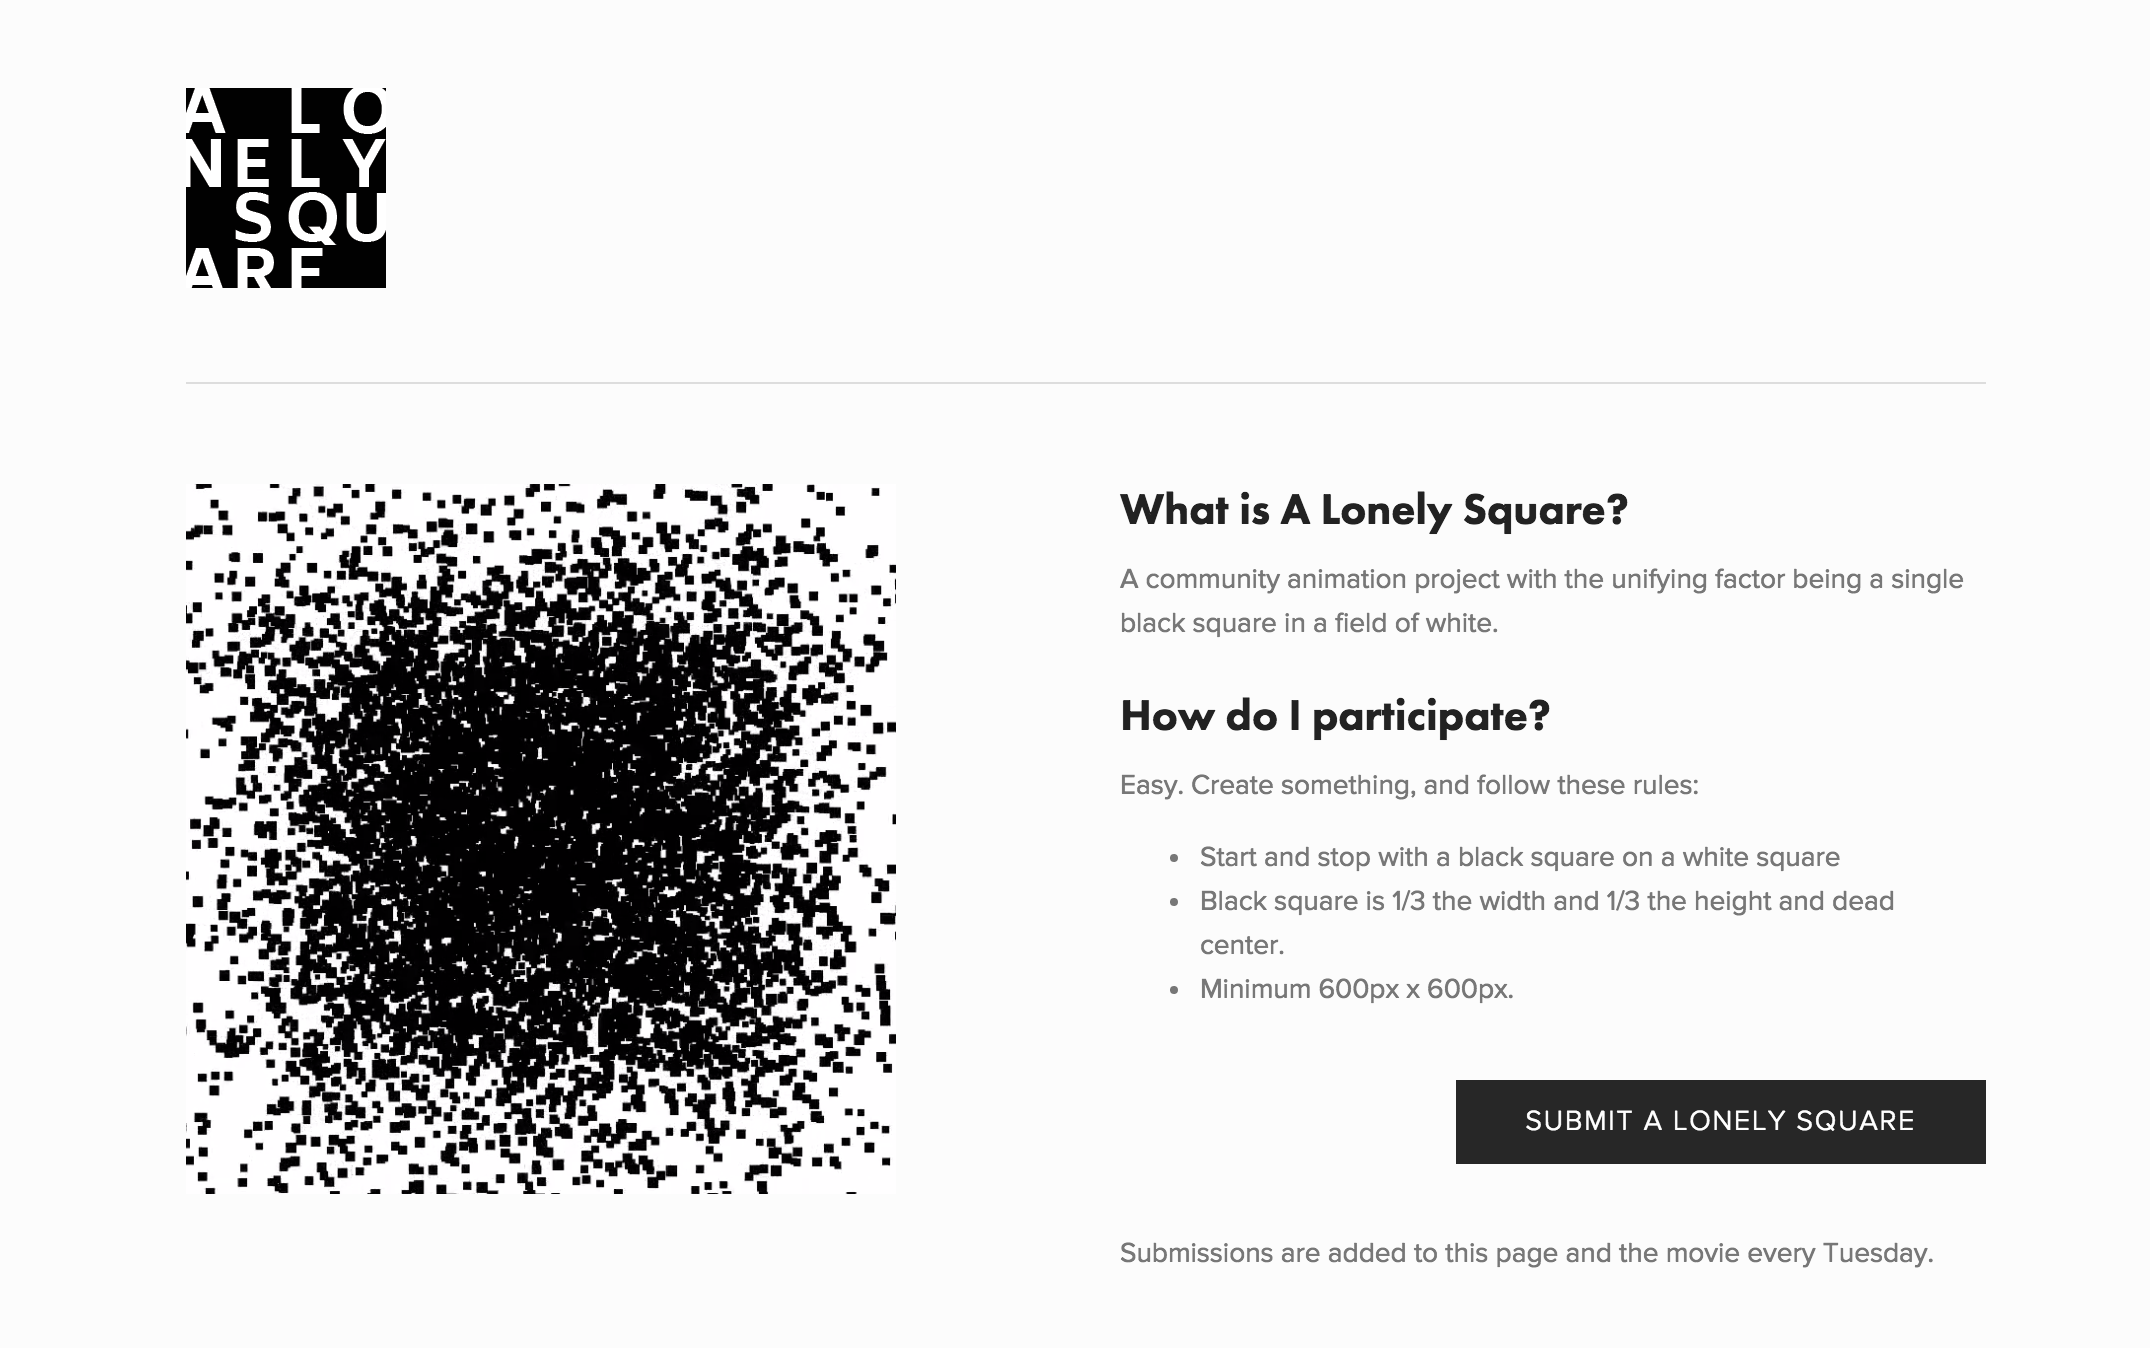 A LO
NELY
SQU
ARE
What is A Lonely Square?
A community animation project with the unifying factor being a single
black square in a field of white.
How do I participate?
Easy. Create something, and follow these rules:
• Start and stop with a black square on a white square
• Black square is 1/3 the width and 1/3 the height and dead
center.
• Minimum 600px x 600px.
SUBMIT A LONELY SQUARE
Submissions are added to this page and the movie every Tuesday.